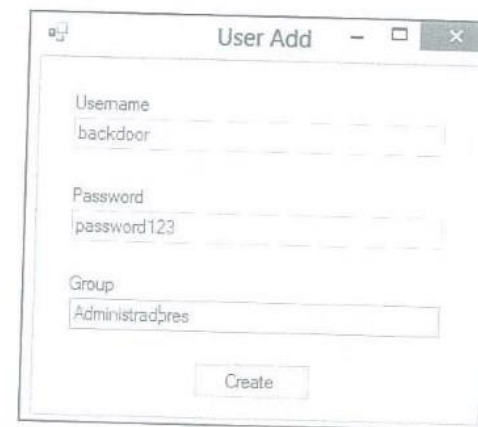 User Add
Username
backdoor
Password
password123
Group
Administradores
Create